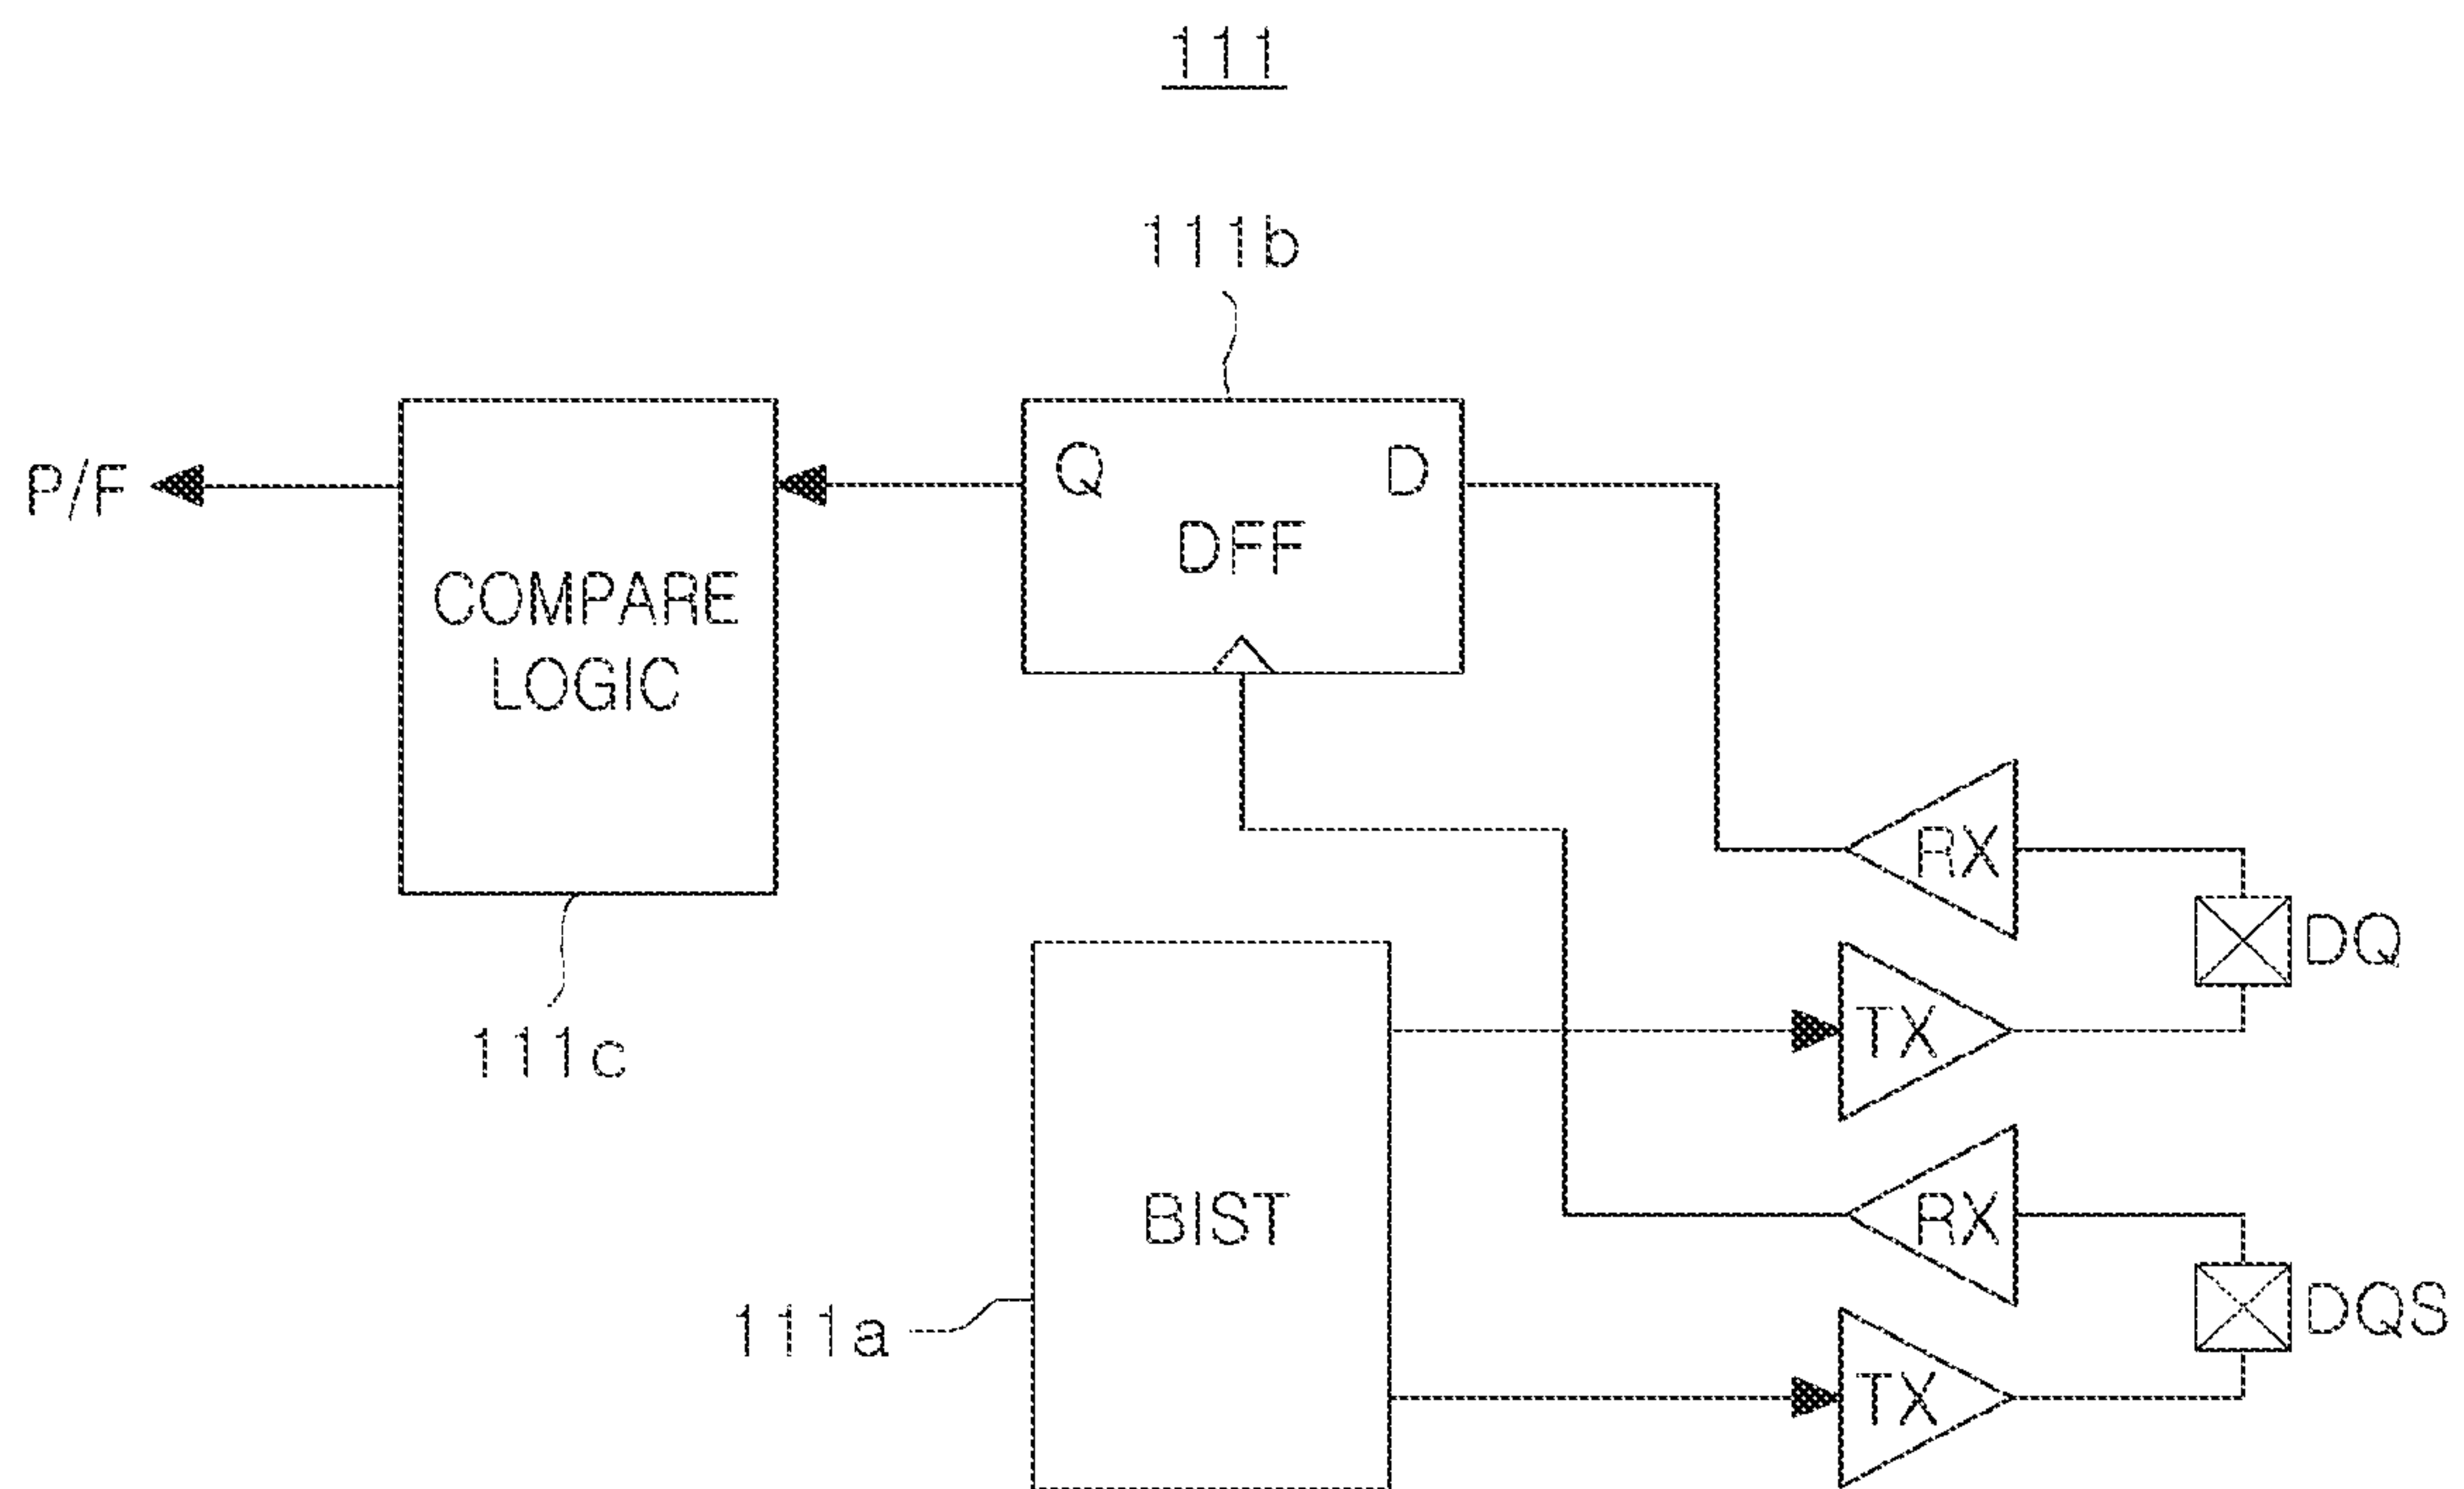 111
111b
P/F
Q
D
DFF
COMPARE
LOGIC
RX
DQ
TX
111c
RX
BIST
DQS
111a
TX